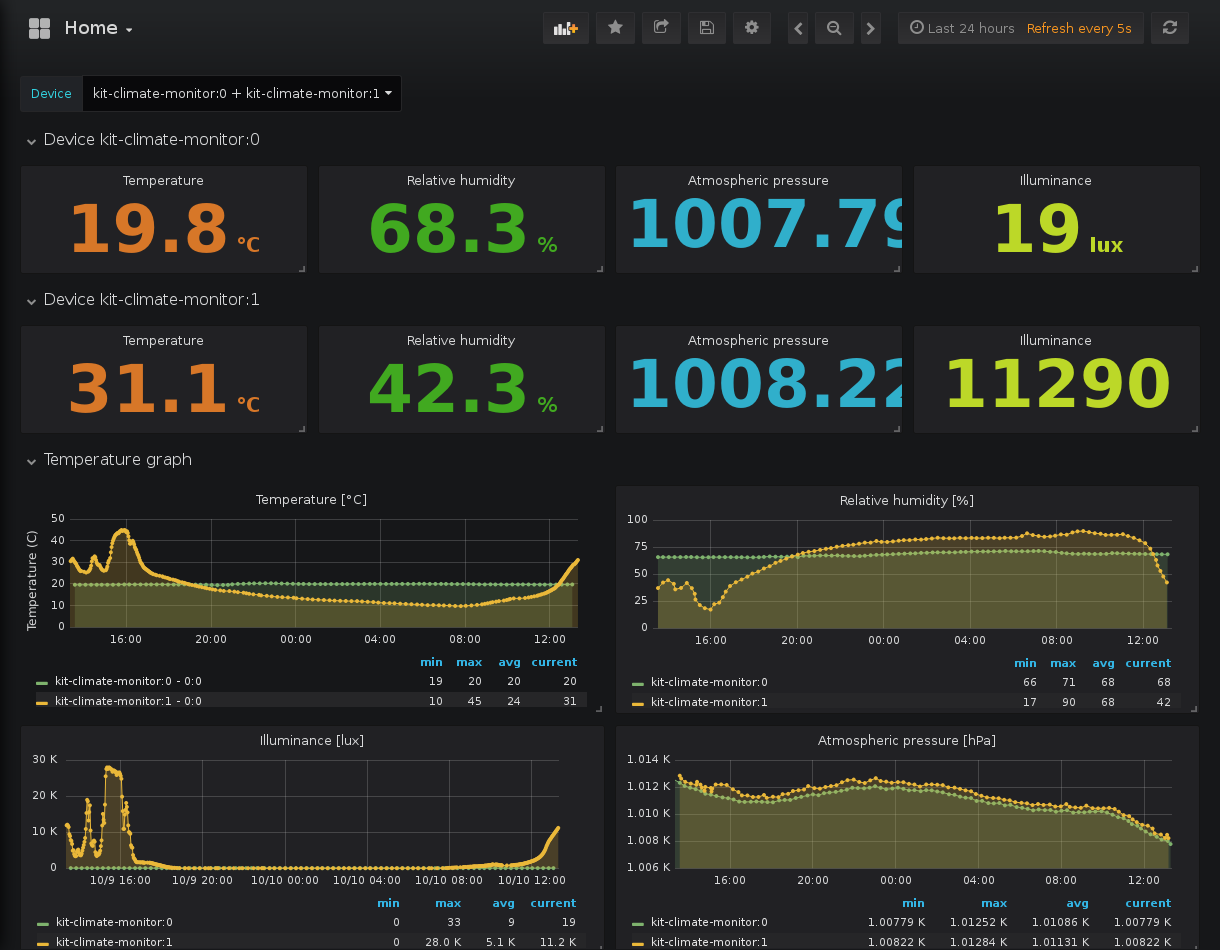 Home
Last 24 hours Refresh every 5s
Device kit-climate-monitor:0 + kit-climate-monitor:1
Device kit-climate-monitor:0
Temperature Relative humidity Atmospheric pressure Illuminance
19.8 °C 68.3 % 1007.79 19 lux
Device kit-climate-monitor:1
Temperature Relative humidity Atmospheric pressure Illuminance
31.1 °C 42.3 % 1008.22 11290
Temperature graph
Temperature [°C]
Temperature (C)
50
40
30
20
10
0
16:00 20:00 00:00 04:00 08:00 12:00
min max avg current
kit-climate-monitor:0 - 0:0 19 20 20 20
kit-climate-monitor:1 - 0:0 10 45 24 31
Relative humidity [%]
100
75
50
25
0
16:00 20:00 00:00 04:00 08:00 12:00
min max avg current
kit-climate-monitor:0 66 71 68 68
kit-climate-monitor:1 17 90 68 42
Illuminance [lux]
30 K
20 K
10 K
0
10/9 16:00 10/9 20:00 10/10 00:00 10/10 04:00 10/10 08:00 10/10 12:00
min max avg current
kit-climate-monitor:0 0 33 9 19
kit-climate-monitor:1 0 28.0 K 5.1 K 11.2 K
Atmospheric pressure [hPa]
1.014 K
1.012 K
1.010 K
1.008 K
1.006 K
16:00 20:00 00:00 04:00 08:00 12:00
min max avg current
kit-climate-monitor:0 1.00779 K 1.01252 K 1.01086 K 1.00779 K
kit-climate-monitor:1 1.00822 K 1.01284 K 1.01131 K 1.00822 K